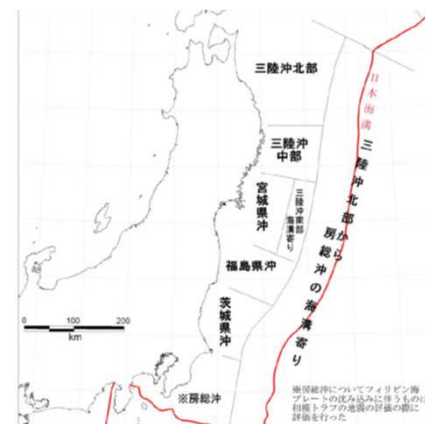 三陸沖北部
日本海溝
三陸沖
中部
三陸沖北部から
房総沖の海溝寄り
宮城県沖
三陸沖南部
海溝寄り
福島県沖
茨城県沖
0 100 200
km
※房総沖
※房総沖についてフィリピン海
プレートの沈み込みに伴うものは
相模トラフの地震の評価の際に
評価を行った